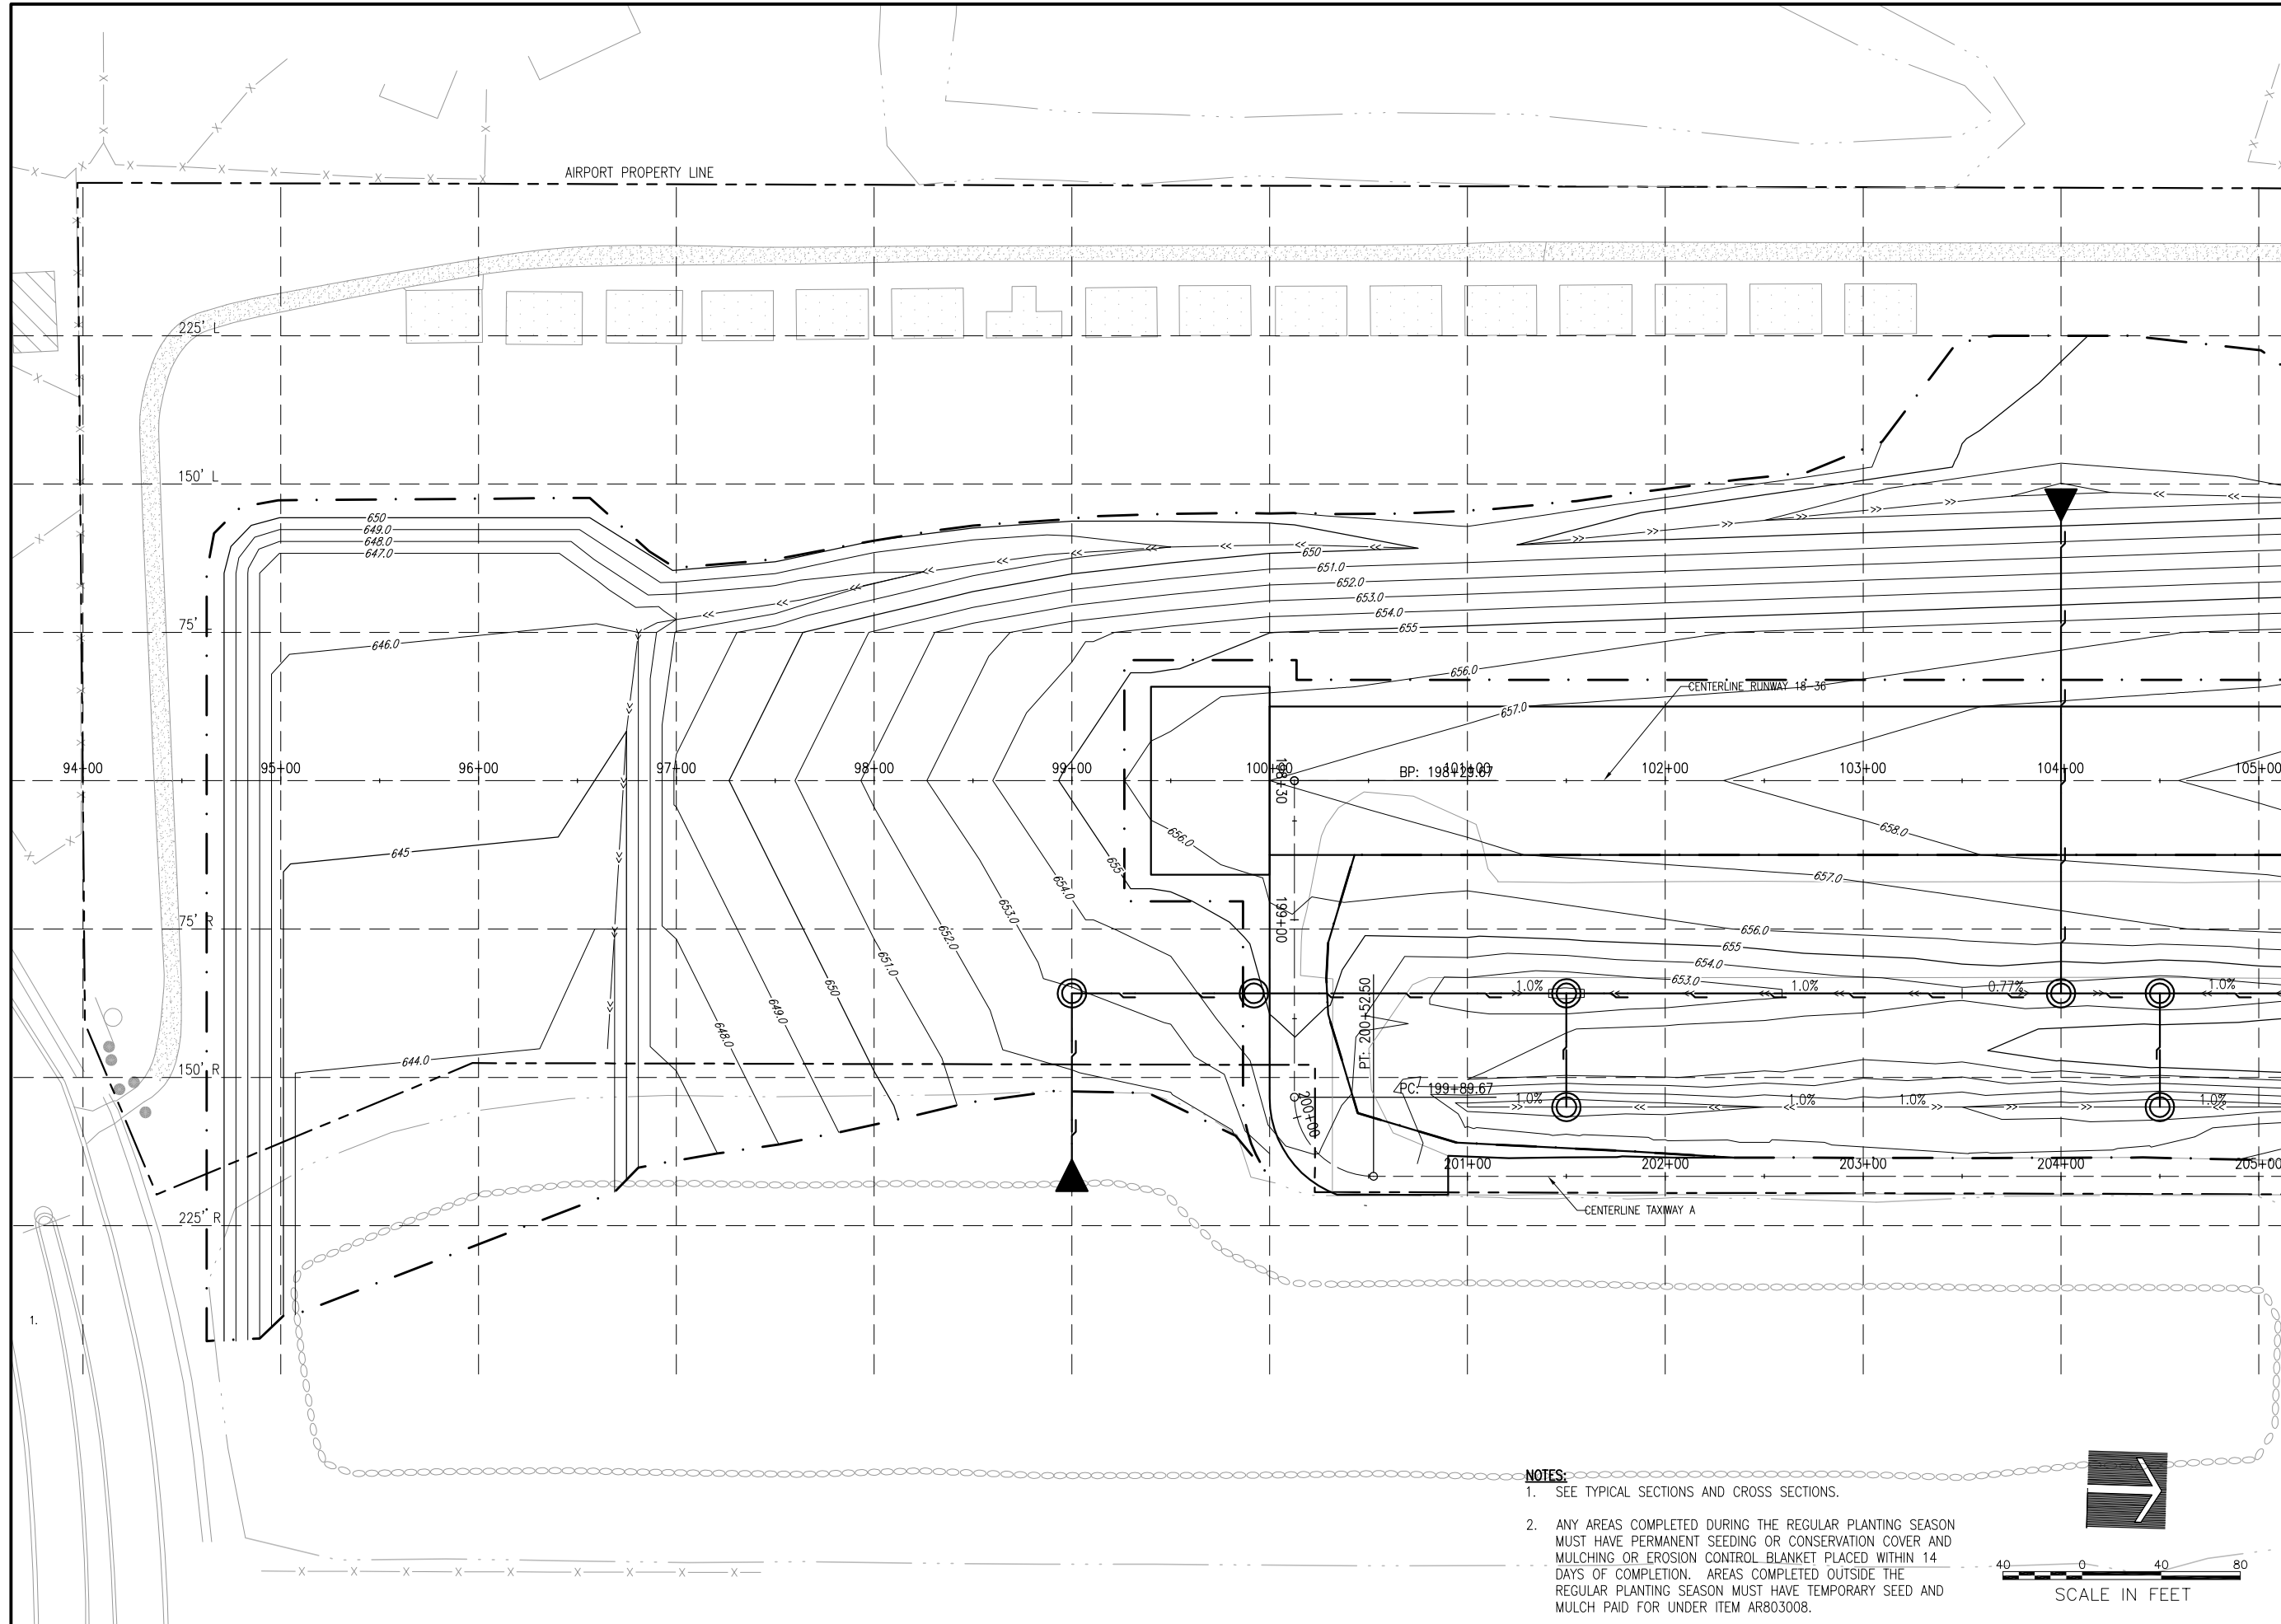 AIRPORT PROPERTY LINE
225' L
150' L
650
649.0
648.0
647.0
650
651.0
652.0
653.0
654.0
655
75'
646.0
656.0
CENTERLINE RUNWAY 18-36
657.0
94+00
95+00
96+00
97+00
98+00
99+00
100+00
101+00
102+00
103+00
104+00
105+00
BP: 198+29.67
198+30
658.0
656.0
645
655
657.0
654.0
75' R
653.0
652.0
651.0
650
649.0
648.0
199+00
656.0
655
654.0
653.0
1.0%
1.0%
0.77%
1.0%
PT: 200+52.50
644.0
150' R
PC: 199+89.67
200+00
1.0%
1.0%
1.0%
1.0%
201+00
202+00
203+00
204+00
205+00
CENTERLINE TAXIWAY A
225' R
1.
NOTES:
1. SEE TYPICAL SECTIONS AND CROSS SECTIONS.
2. ANY AREAS COMPLETED DURING THE REGULAR PLANTING SEASON
MUST HAVE PERMANENT SEEDING OR CONSERVATION COVER AND
MULCHING OR EROSION CONTROL BLANKET PLACED WITHIN 14
DAYS OF COMPLETION. AREAS COMPLETED OUTSIDE THE
REGULAR PLANTING SEASON MUST HAVE TEMPORARY SEED AND
MULCH PAID FOR UNDER ITEM AR803008.
40 0 40 80
SCALE IN FEET